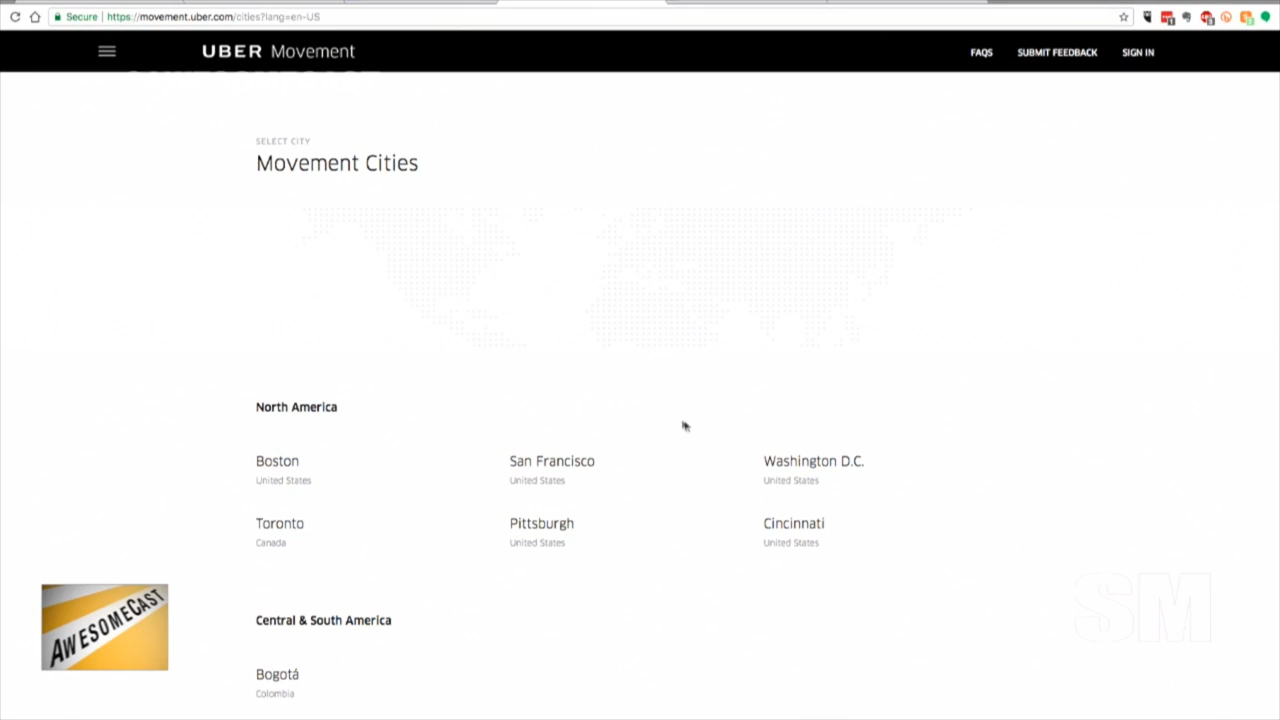 Secure | https://movement.uber.com/cities?lang=en-US
UBER Movement
FAQS SUBMIT FEEDBACK SIGN IN
SELECT CITY
Movement Cities
North America
Boston San Francisco Washington D.C.
United States United States United States
Toronto Pittsburgh Cincinnati
Canada United States United States
Central & South America
Bogotá
Colombia
AWESOMECAST
SM